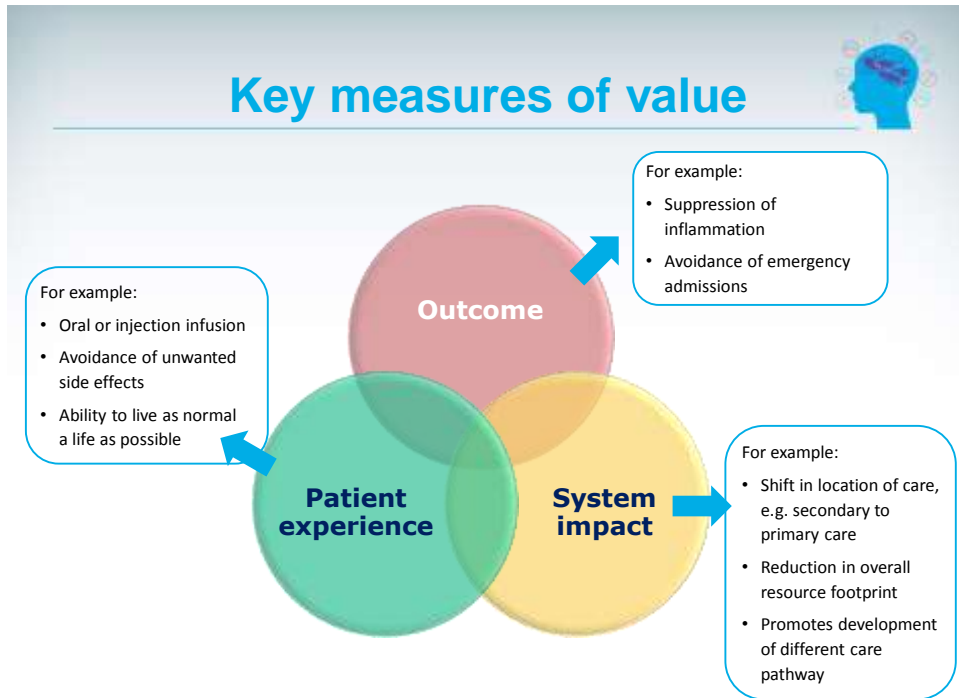 Key measures of value
For example:
• Suppression of
inflammation
• Avoidance of emergency
admissions
Outcome
For example:
• Oral or injection infusion
• Avoidance of unwanted
side effects
• Ability to live as normal
a life as possible
Patient
experience
System
impact
For example:
• Shift in location of care,
e.g. secondary to
primary care
• Reduction in overall
resource footprint
• Promotes development
of different care
pathway